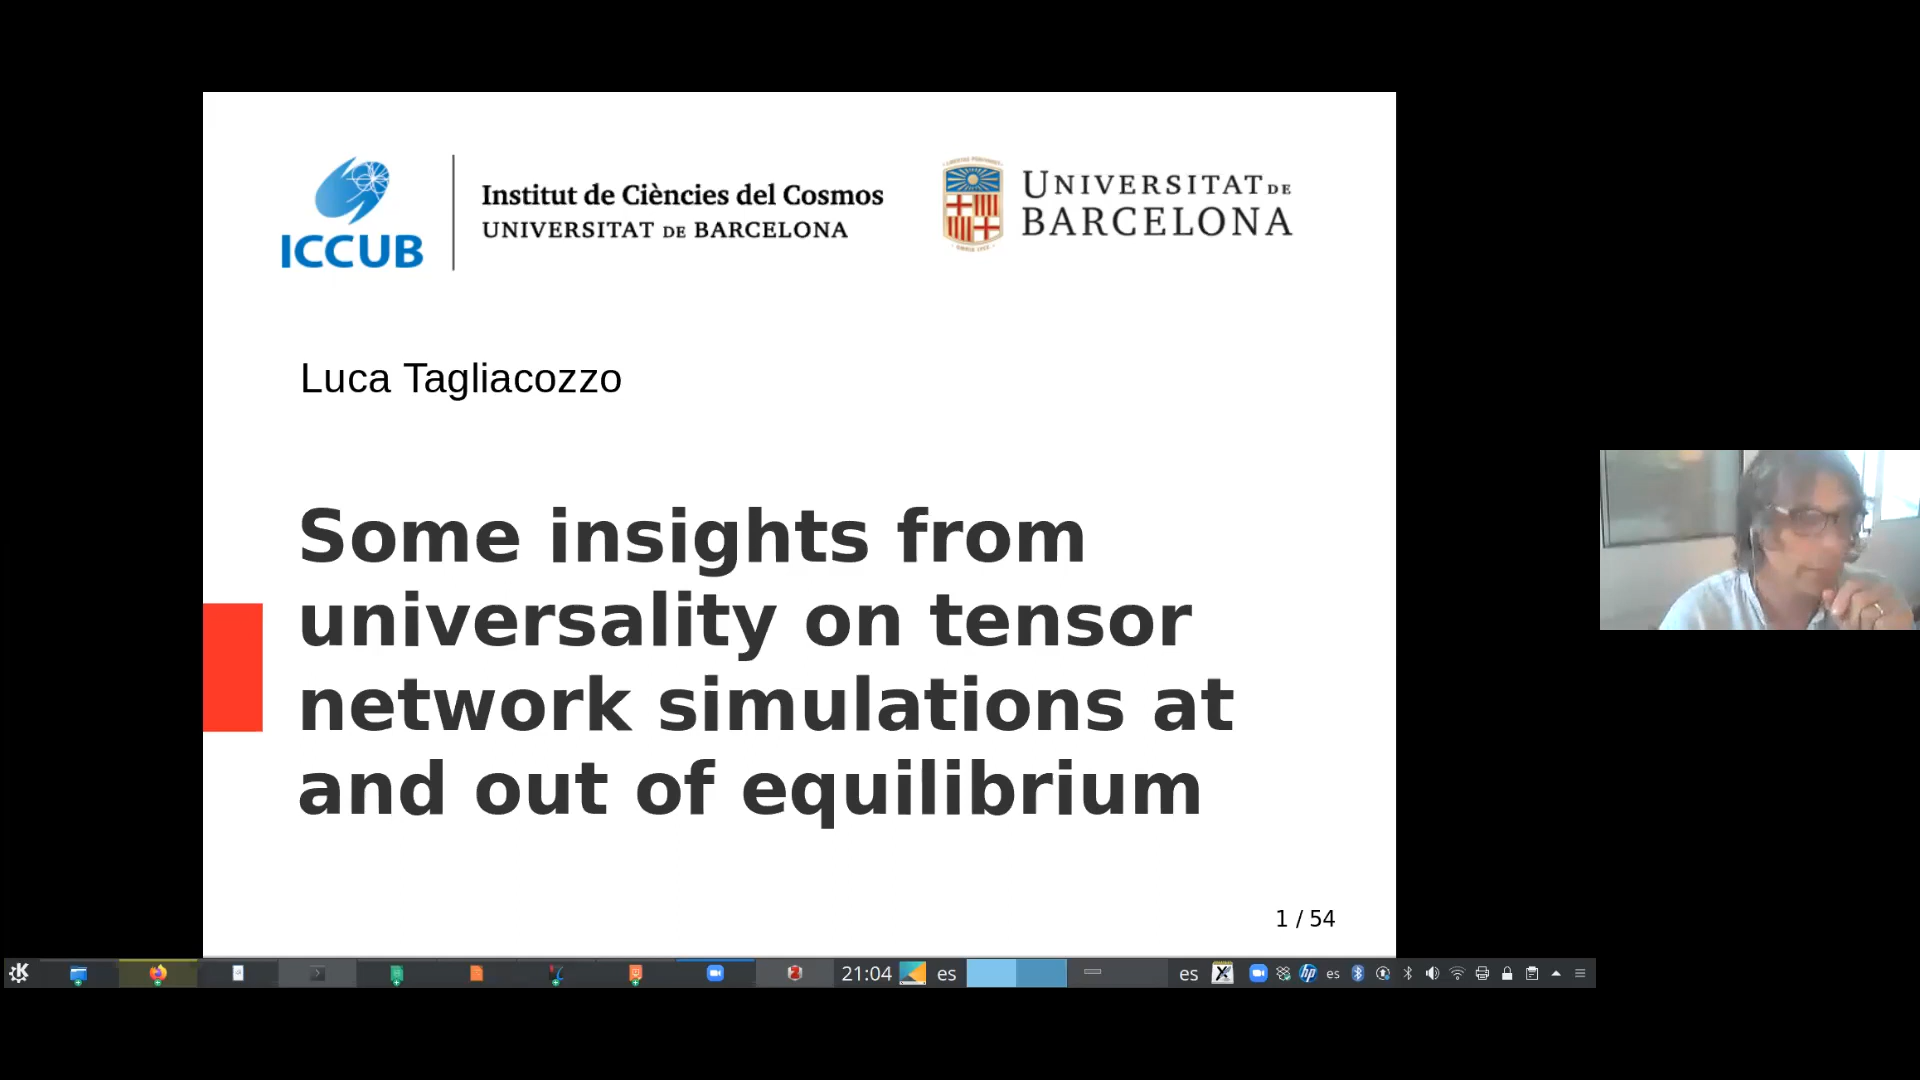 ICCUB
Institut de Ciències del Cosmos
UNIVERSITAT DE BARCELONA
UNIVERSITAT DE
BARCELONA
Luca Tagliacozzo
Some insights from
universality on tensor
network simulations at
and out of equilibrium
1 / 54
21:04 es es es